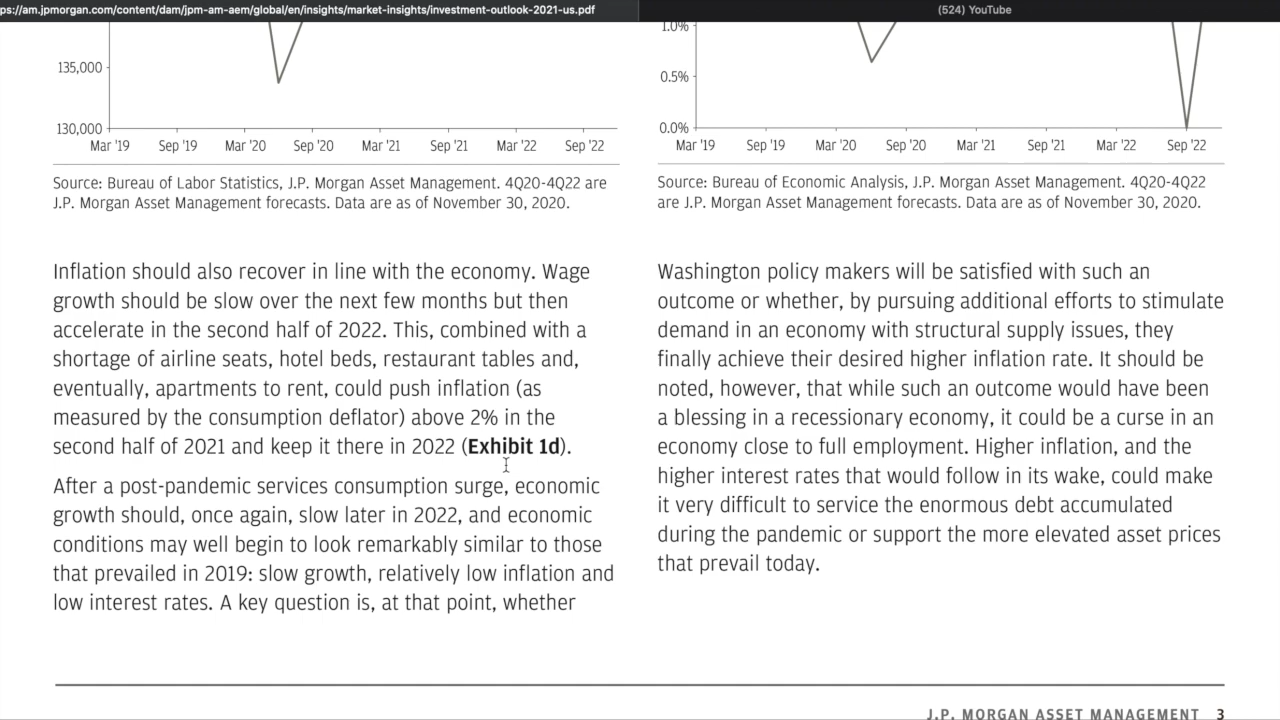 ps://am.jpmorgan.com/content/dam/jpm-am-aem/global/en/insights/market-insights/investment-outlook-2021-us.pdf
(524) YouTube
135,000
130,000
Mar '19 Sep '19 Mar '20 Sep '20 Mar '21 Sep '21 Mar '22 Sep '22
Source: Bureau of Labor Statistics, J.P. Morgan Asset Management. 4Q20-4Q22 are
J.P. Morgan Asset Management forecasts. Data are as of November 30, 2020.
Inflation should also recover in line with the economy. Wage
growth should be slow over the next few months but then
accelerate in the second half of 2022. This, combined with a
shortage of airline seats, hotel beds, restaurant tables and,
eventually, apartments to rent, could push inflation (as
measured by the consumption deflator) above 2% in the
second half of 2021 and keep it there in 2022 (Exhibit 1d).
After a post-pandemic services consumption surge, economic
growth should, once again, slow later in 2022, and economic
conditions may well begin to look remarkably similar to those
that prevailed in 2019: slow growth, relatively low inflation and
low interest rates. A key question is, at that point, whether
1.0%
0.5%
0.0%
Mar '19 Sep '19 Mar '20 Sep '20 Mar '21 Sep '21 Mar '22 Sep '22
Source: Bureau of Economic Analysis, J.P. Morgan Asset Management. 4Q20-4Q22
are J.P. Morgan Asset Management forecasts. Data are as of November 30, 2020.
Washington policy makers will be satisfied with such an
outcome or whether, by pursuing additional efforts to stimulate
demand in an economy with structural supply issues, they
finally achieve their desired higher inflation rate. It should be
noted, however, that while such an outcome would have been
a blessing in a recessionary economy, it could be a curse in an
economy close to full employment. Higher inflation, and the
higher interest rates that would follow in its wake, could make
it very difficult to service the enormous debt accumulated
during the pandemic or support the more elevated asset prices
that prevail today.
J.P. MORGAN ASSET MANAGEMENT 3